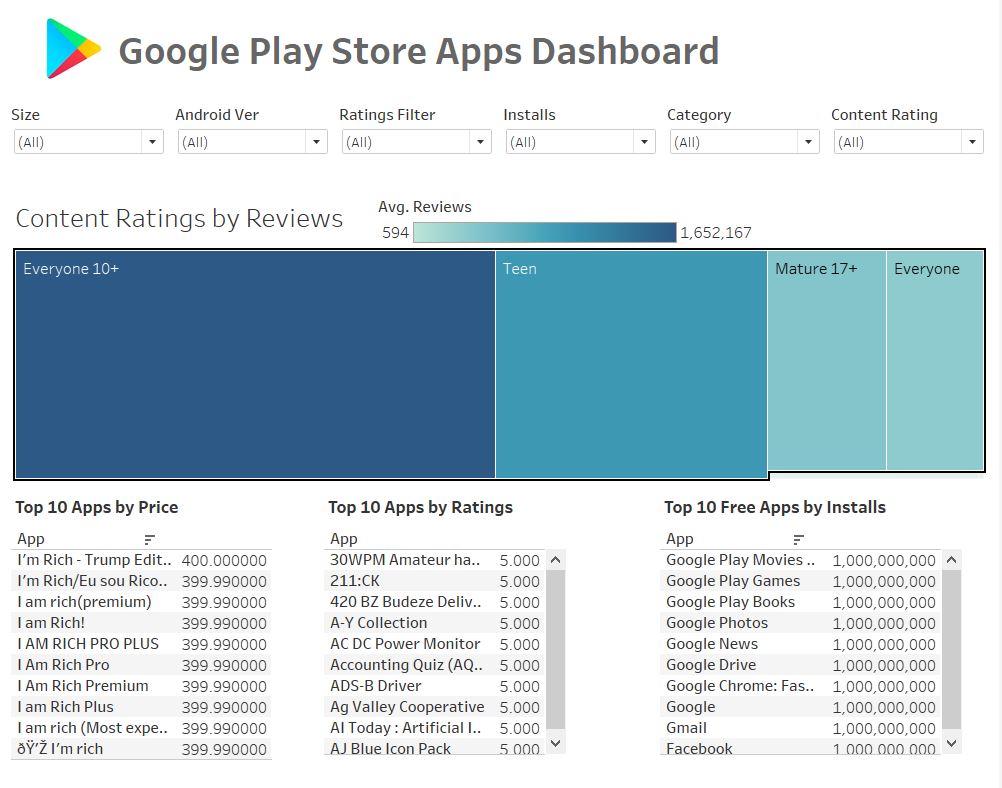 Google Play Store Apps Dashboard
Size Android Ver Ratings Filter Installs Category Content Rating
(All) (All) (All) (All) (All) (All)
Content Ratings by Reviews
Avg. Reviews
594 1,652,167
Everyone 10+ Teen Mature 17+ Everyone
Top 10 Apps by Price
App
I'm Rich - Trump Edit.. 400.000000
I'm Rich/Eu sou Rico.. 399.990000
I am rich(premium) 399.990000
I am Rich! 399.990000
I AM RICH PRO PLUS 399.990000
I Am Rich Pro 399.990000
I Am Rich Premium 399.990000
I am Rich Plus 399.990000
I am rich (Most expe.. 399.990000
ðŸ’Ž I'm rich 399.990000
Top 10 Apps by Ratings
App
30WPM Amateur ha.. 5.000
211:CK 5.000
420 BZ Budeze Deliv.. 5.000
A-Y Collection 5.000
AC DC Power Monitor 5.000
Accounting Quiz (AQ.. 5.000
ADS-B Driver 5.000
Ag Valley Cooperative 5.000
AI Today : Artificial I.. 5.000
AJ Blue Icon Pack 5.000
Top 10 Free Apps by Installs
App
Google Play Movies .. 1,000,000,000
Google Play Games 1,000,000,000
Google Play Books 1,000,000,000
Google Photos 1,000,000,000
Google News 1,000,000,000
Google Drive 1,000,000,000
Google Chrome: Fas.. 1,000,000,000
Google 1,000,000,000
Gmail 1,000,000,000
Facebook 1,000,000,000